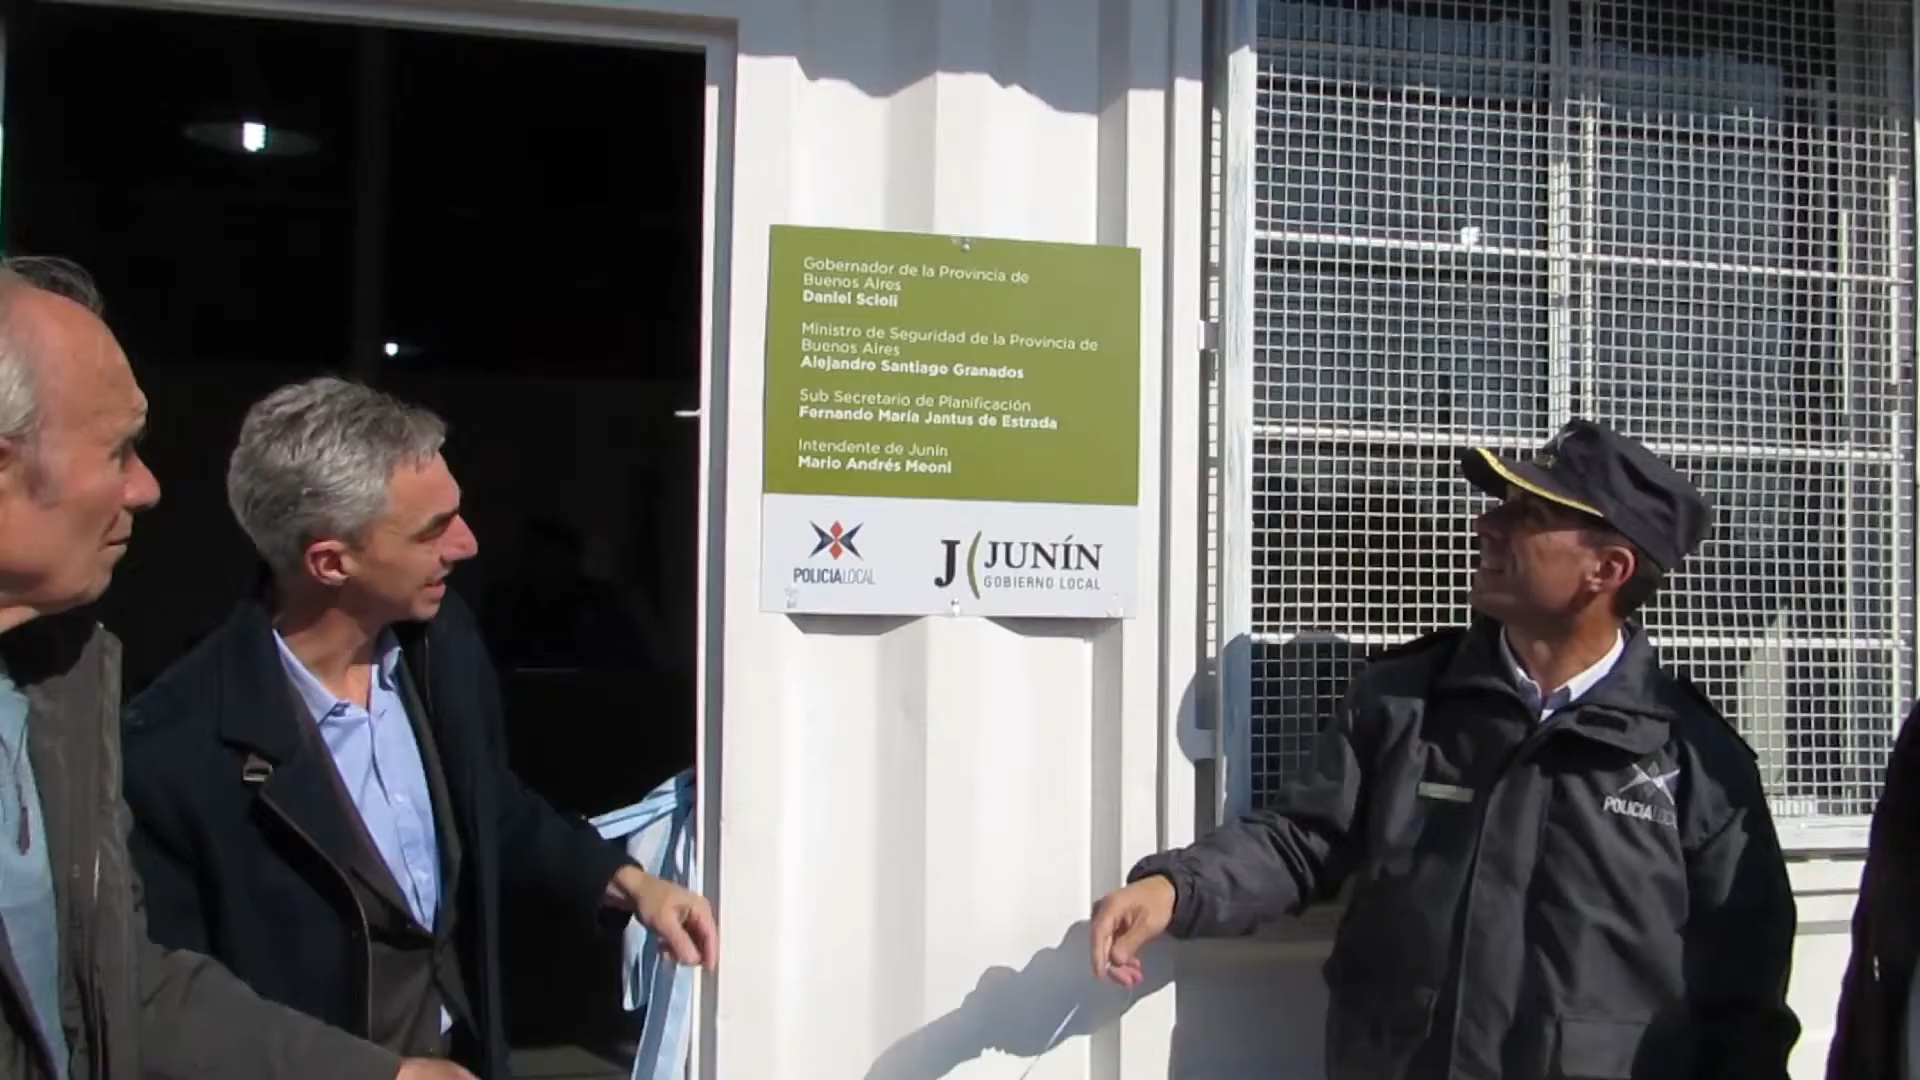 Gobernador de la Provincia de
Buenos Aires
Daniel Scioli
Ministro de Seguridad de la Provincia de
Buenos Aires
Alejandro Santiago Granados
Sub Secretario de Planificación
Fernando María Jantus de Estrada
Intendente de Junín
Mario Andrés Meoni
POLICIALOCAL
J(JUNÍN
GOBIERNO LOCAL
POLICIALOCAL